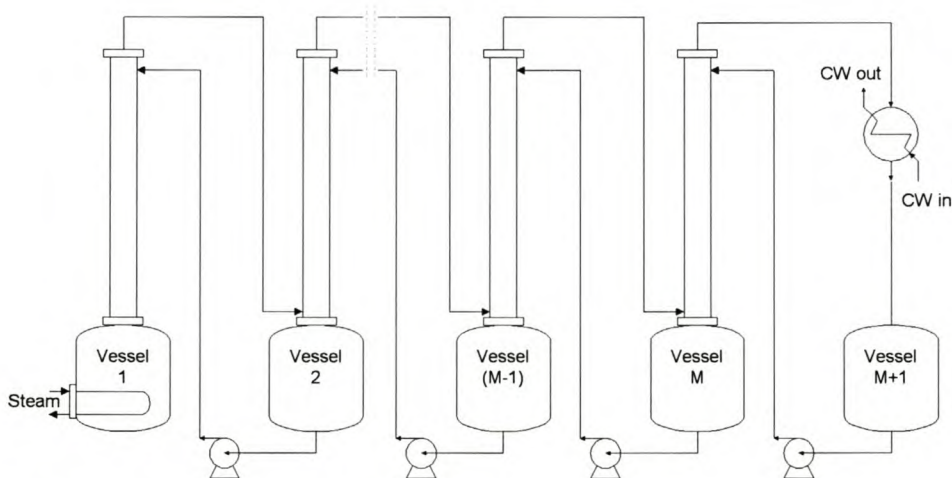 CW out
CW in
Vessel
1
Vessel
2
Vessel
(M-1)
Vessel
M
Vessel
M+1
Steam